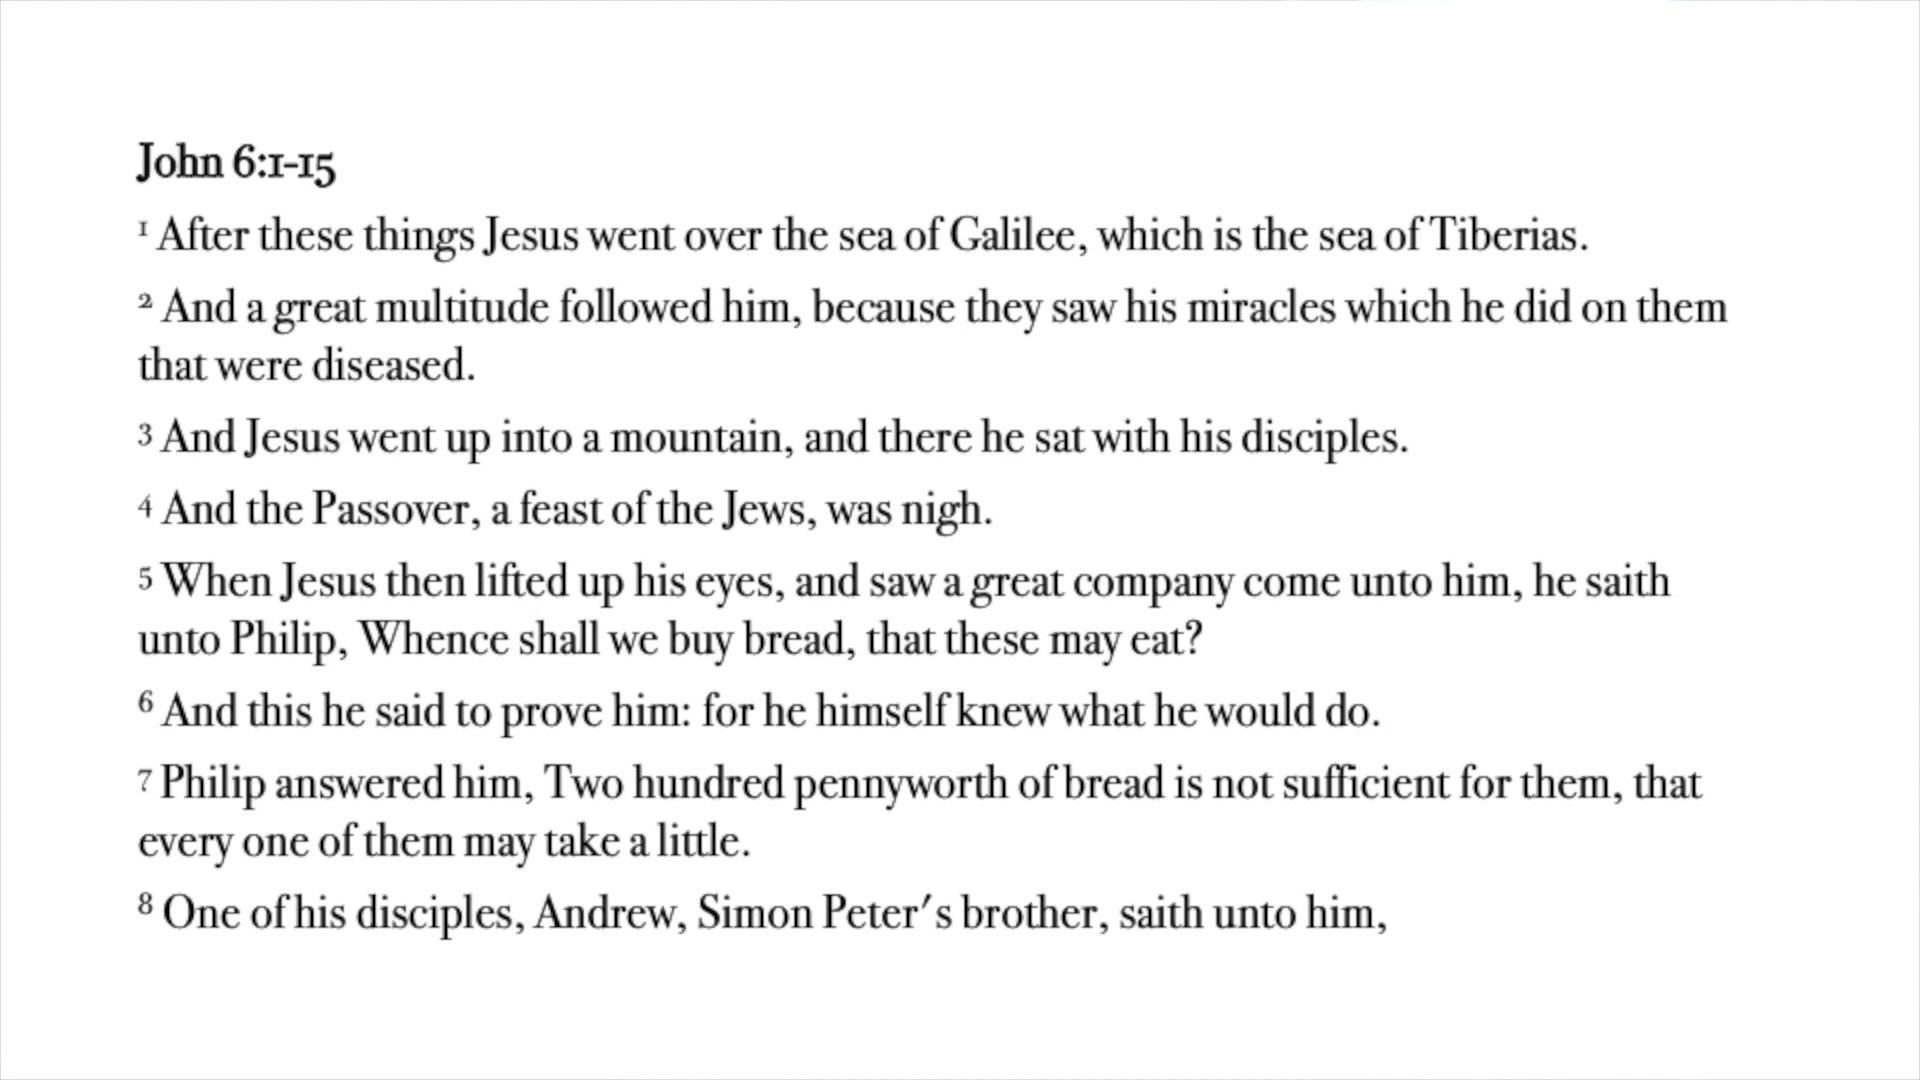 John 6:1-15
1 After these things Jesus went over the sea of Galilee, which is the sea of Tiberias.
2 And a great multitude followed him, because they saw his miracles which he did on them
that were diseased.
3 And Jesus went up into a mountain, and there he sat with his disciples.
4 And the Passover, a feast of the Jews, was nigh.
5 When Jesus then lifted up his eyes, and saw a great company come unto him, he saith
unto Philip, Whence shall we buy bread, that these may eat?
6 And this he said to prove him: for he himself knew what he would do.
7 Philip answered him, Two hundred pennyworth of bread is not sufficient for them, that
every one of them may take a little.
8 One of his disciples, Andrew, Simon Peter's brother, saith unto him,